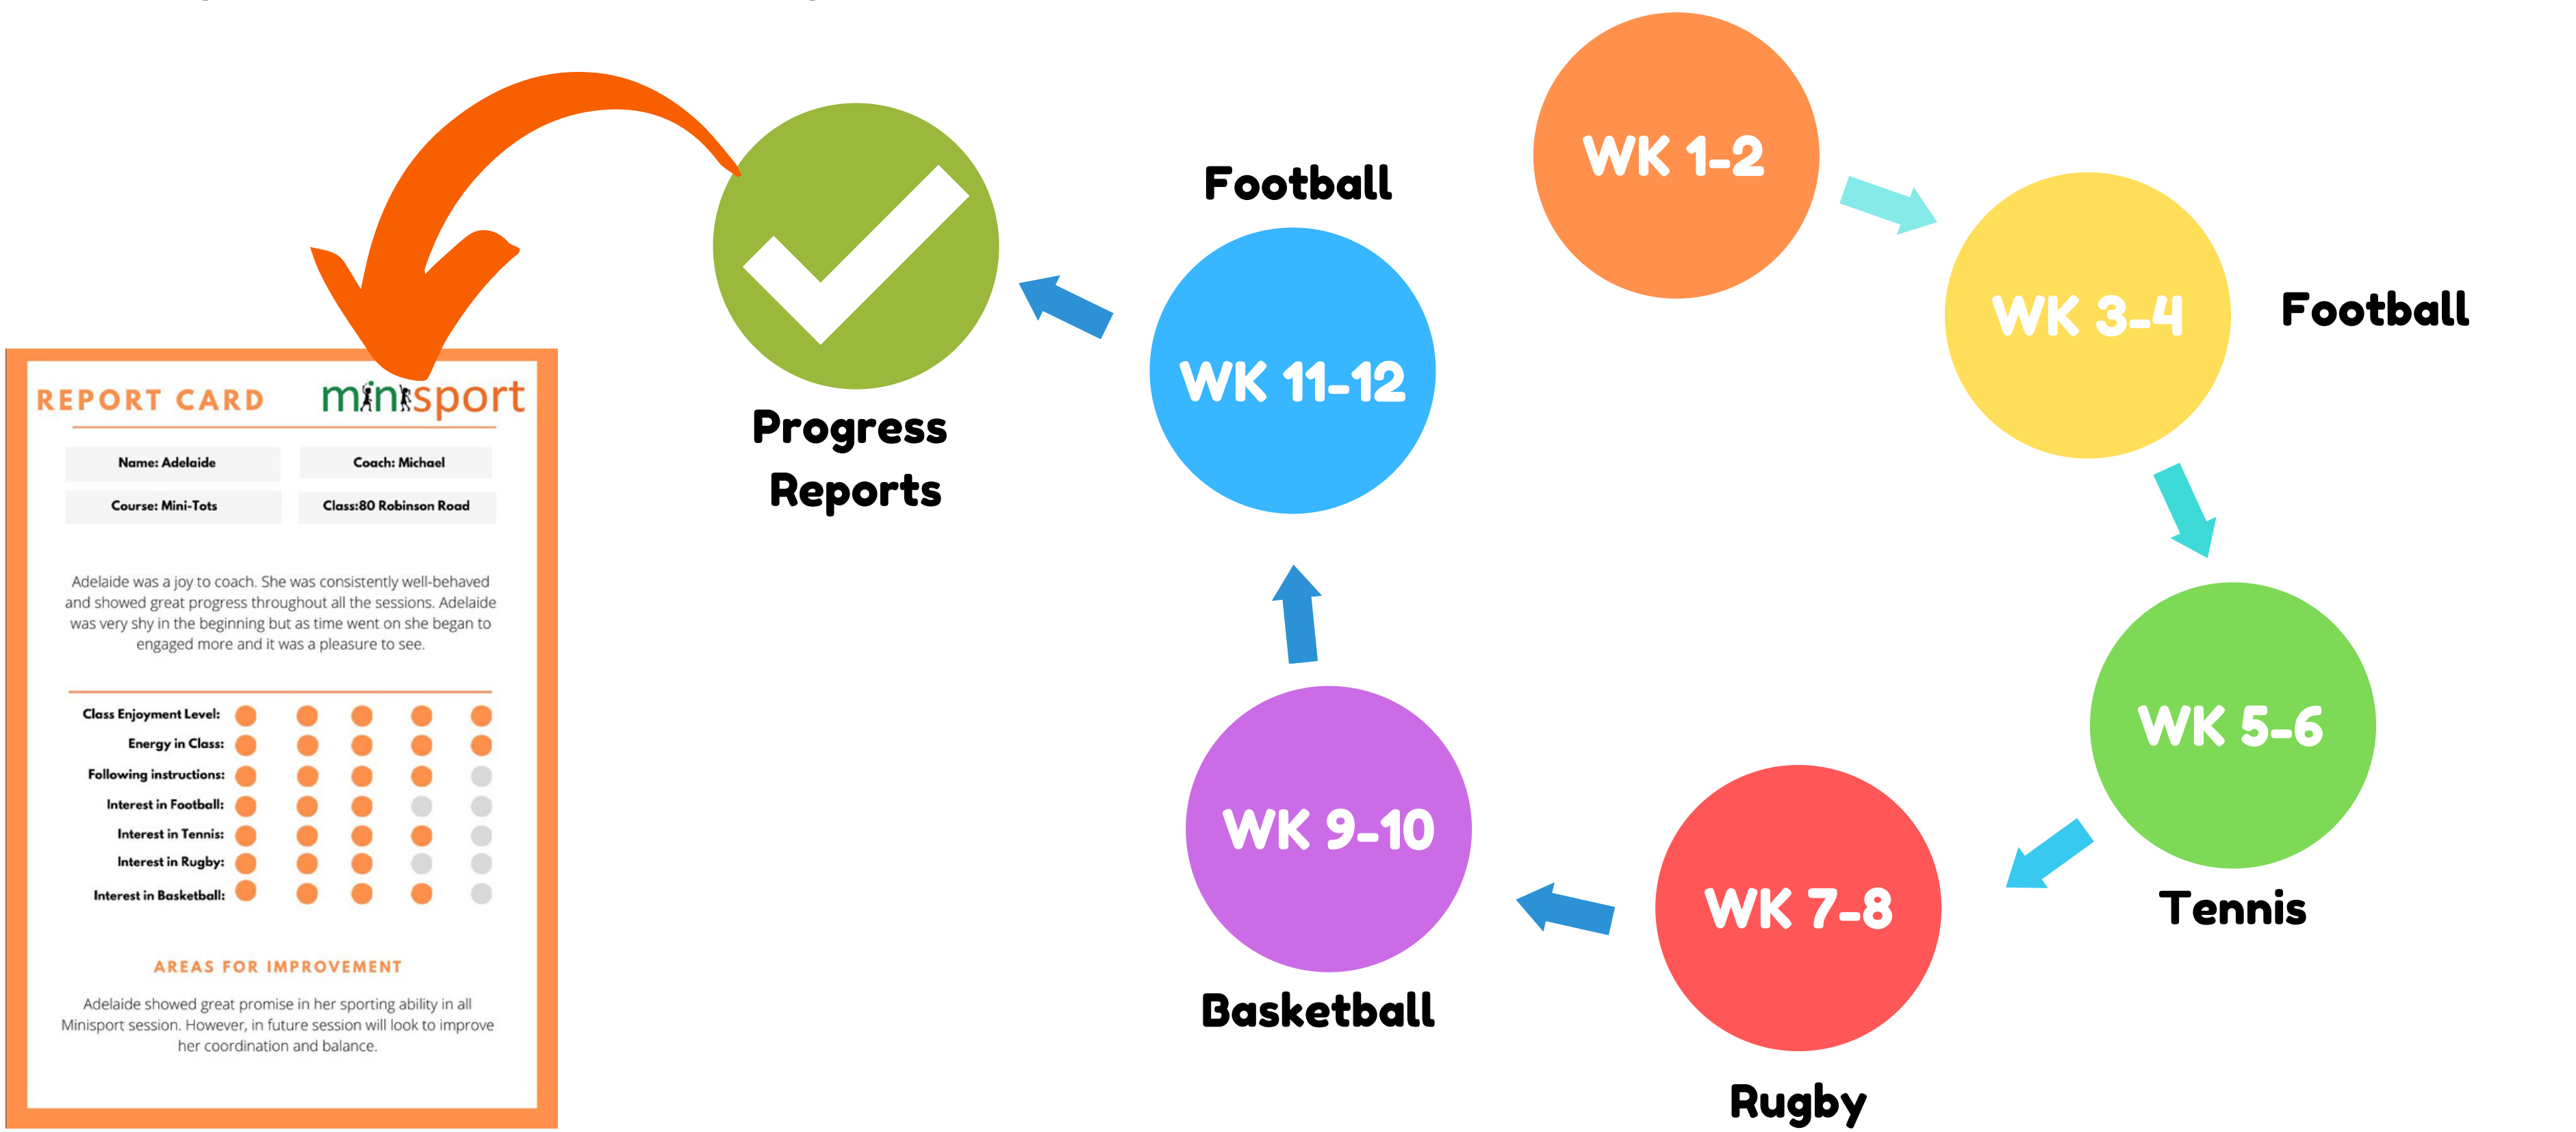 WK 1-2
WK 3-4
Football
WK 5-6
Tennis
WK 7-8
Rugby
WK 9-10
Basketball
Football
WK 11-12
Progress
Reports
REPORT CARD
minisport
Name: Adelaide
Coach: Michael
Course: Mini-Tots
Class:80 Robinson Road
Adelaide was a joy to coach. She was consistently well-behaved
and showed great progress throughout all the sessions. Adelaide
was very shy in the beginning but as time went on she began to
engaged more and it was a pleasure to see.
Class Enjoyment Level:
Energy in Class:
Following instructions:
Interest in Football:
Interest in Tennis:
Interest in Rugby:
Interest in Basketball:
AREAS FOR IMPROVEMENT
Adelaide showed great promise in her sporting ability in all
Minisport session. However, in future session will look to improve
her coordination and balance.